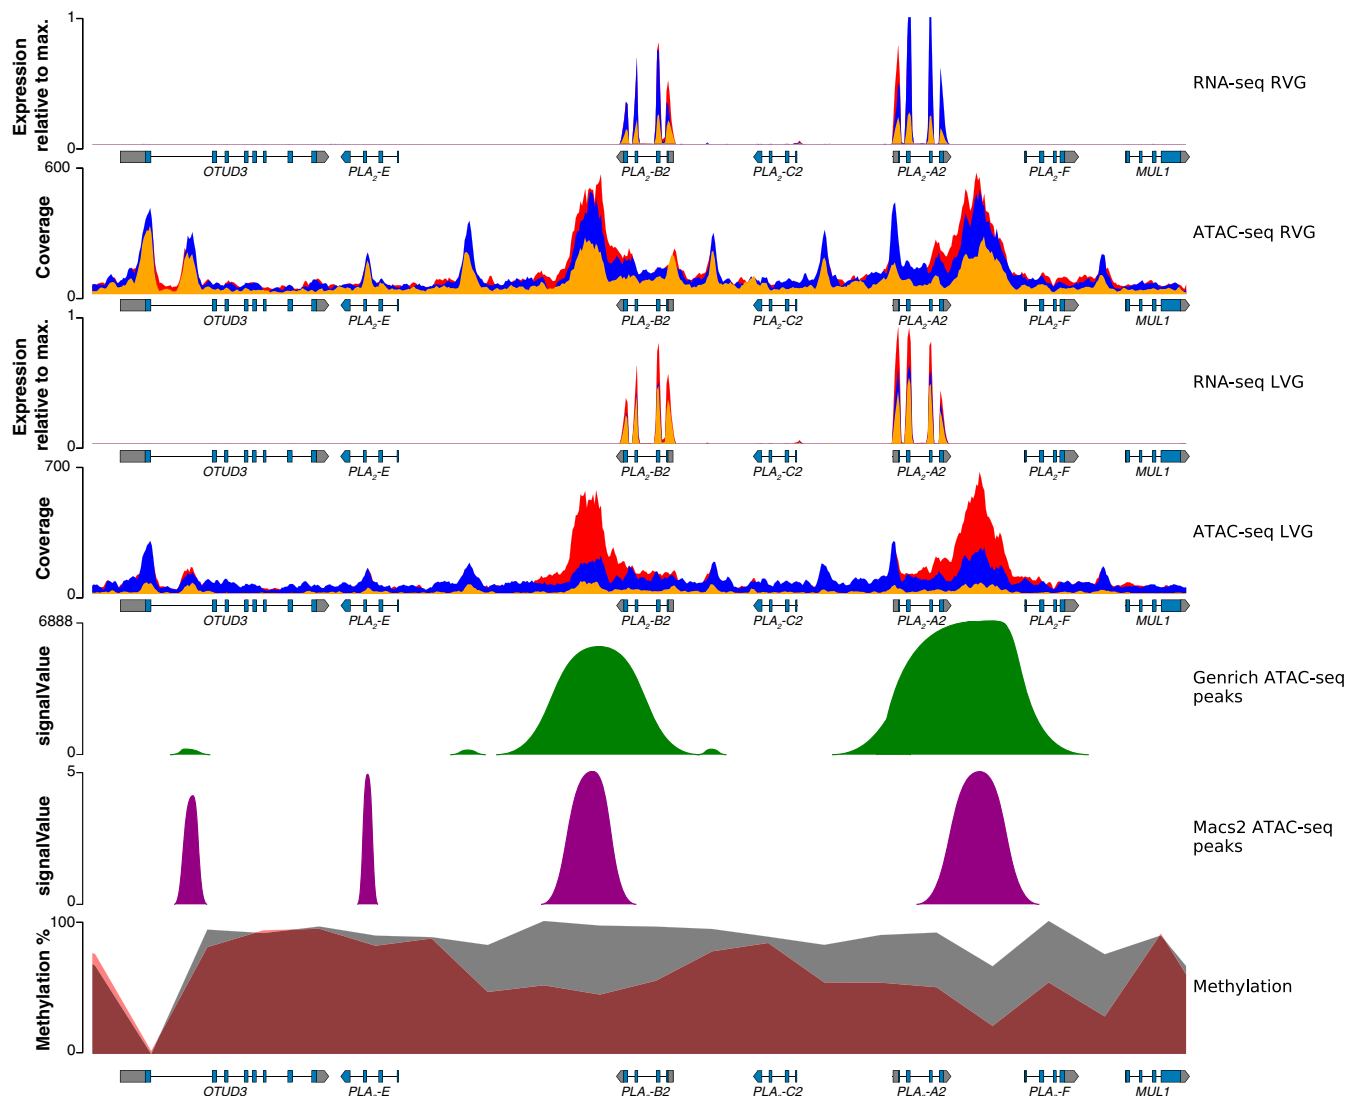 Expression
relative to max.
1
0
RNA-seq RVG
OTUD3 PLA2-E PLA2-B2 PLA2-C2 PLA2-A2 PLA2-F MUL1
Coverage
600
0
ATAC-seq RVG
OTUD3 PLA2-E PLA2-B2 PLA2-C2 PLA2-A2 PLA2-F MUL1
Expression
relative to max.
1
0
RNA-seq LVG
OTUD3 PLA2-E PLA2-B2 PLA2-C2 PLA2-A2 PLA2-F MUL1
Coverage
700
0
ATAC-seq LVG
OTUD3 PLA2-E PLA2-B2 PLA2-C2 PLA2-A2 PLA2-F MUL1
signalValue
6888
0
Genrich ATAC-seq
peaks
signalValue
5
0
Macs2 ATAC-seq
peaks
Methylation %
100
0
Methylation
OTUD3 PLA2-E PLA2-B2 PLA2-C2 PLA2-A2 PLA2-F MUL1